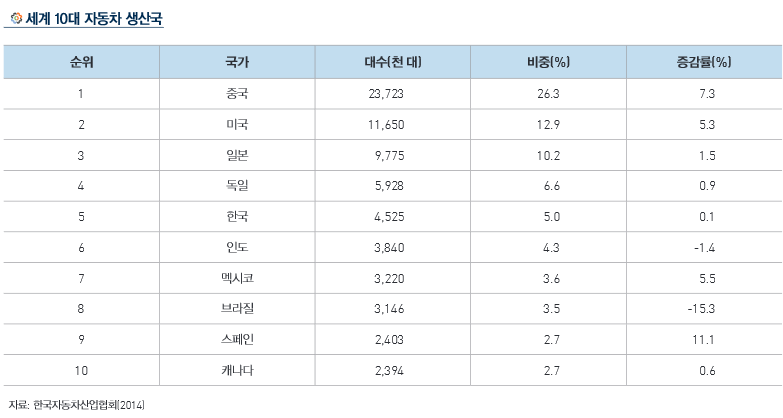 세계 10대 자동차 생산국
순위 국가 대수(천 대) 비중(%) 증감률(%)
1 중국 23,723 26.3 7.3
2 미국 11,650 12.9 5.3
3 일본 9,775 10.2 1.5
4 독일 5,928 6.6 0.9
5 한국 4,525 5.0 0.1
6 인도 3,840 4.3 -1.4
7 멕시코 3,220 3.6 5.5
8 브라질 3,146 3.5 -15.3
9 스페인 2,403 2.7 11.1
10 캐나다 2,394 2.7 0.6
자료: 한국자동차산업협회(2014)